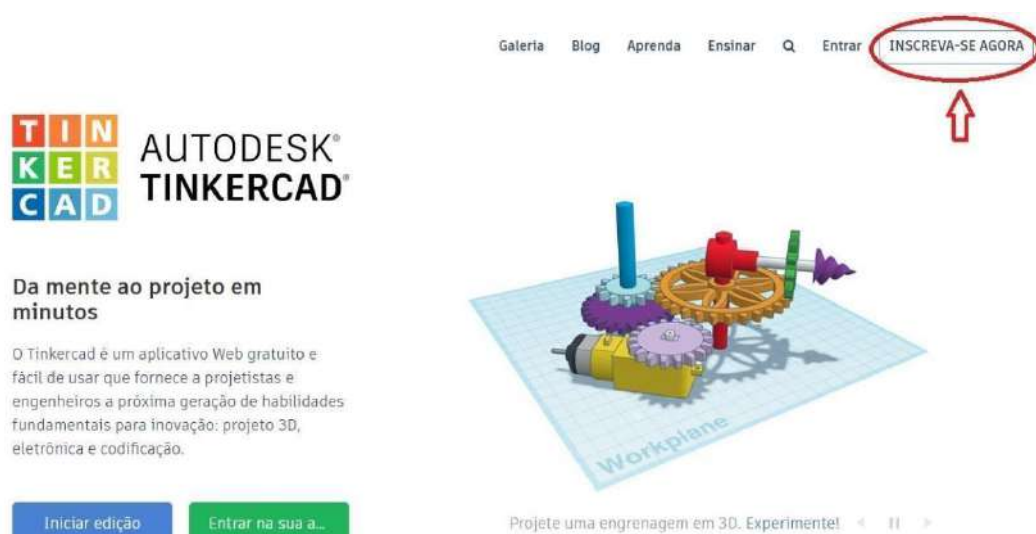 Galeria Blog Aprenda Ensinar Entrar INSCREVA-SE AGORA
TIN
KER
CAD
AUTODESK®
TINKERCAD®
Da mente ao projeto em
minutos
O Tinkercad é um aplicativo Web gratuito e
fácil de usar que fornece a projetistas e
engenheiros a próxima geração de habilidades
fundamentais para inovação: projeto 3D,
eletrônica e codificação.
Iniciar edição Entrar na sua a...
Workplane
Projete uma engrenagem em 3D. Experimente!